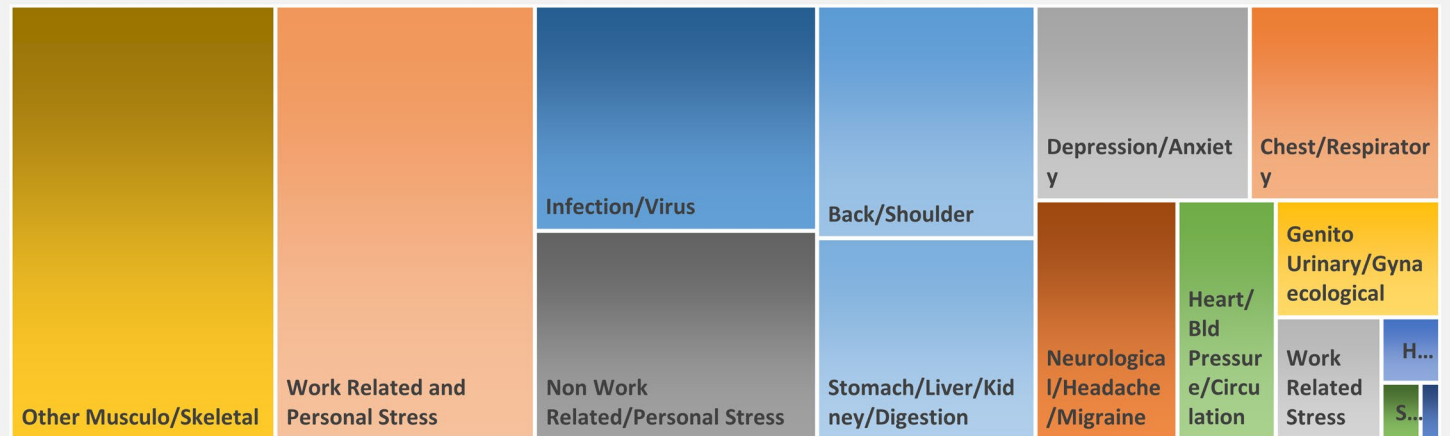 Other Musculo/Skeletal
Work Related and
Personal Stress
Infection/Virus
Non Work
Related/Personal Stress
Back/Shoulder
Stomach/Liver/Kid
ney/Digestion
Depression/Anxiet
y
Chest/Respirator
y
Neurologica
l/Headache
/Migraine
Heart/
Bld
Pressur
e/Circu
lation
Genito
Urinary/Gyna
ecological
Work
Related
Stress
H...
S...